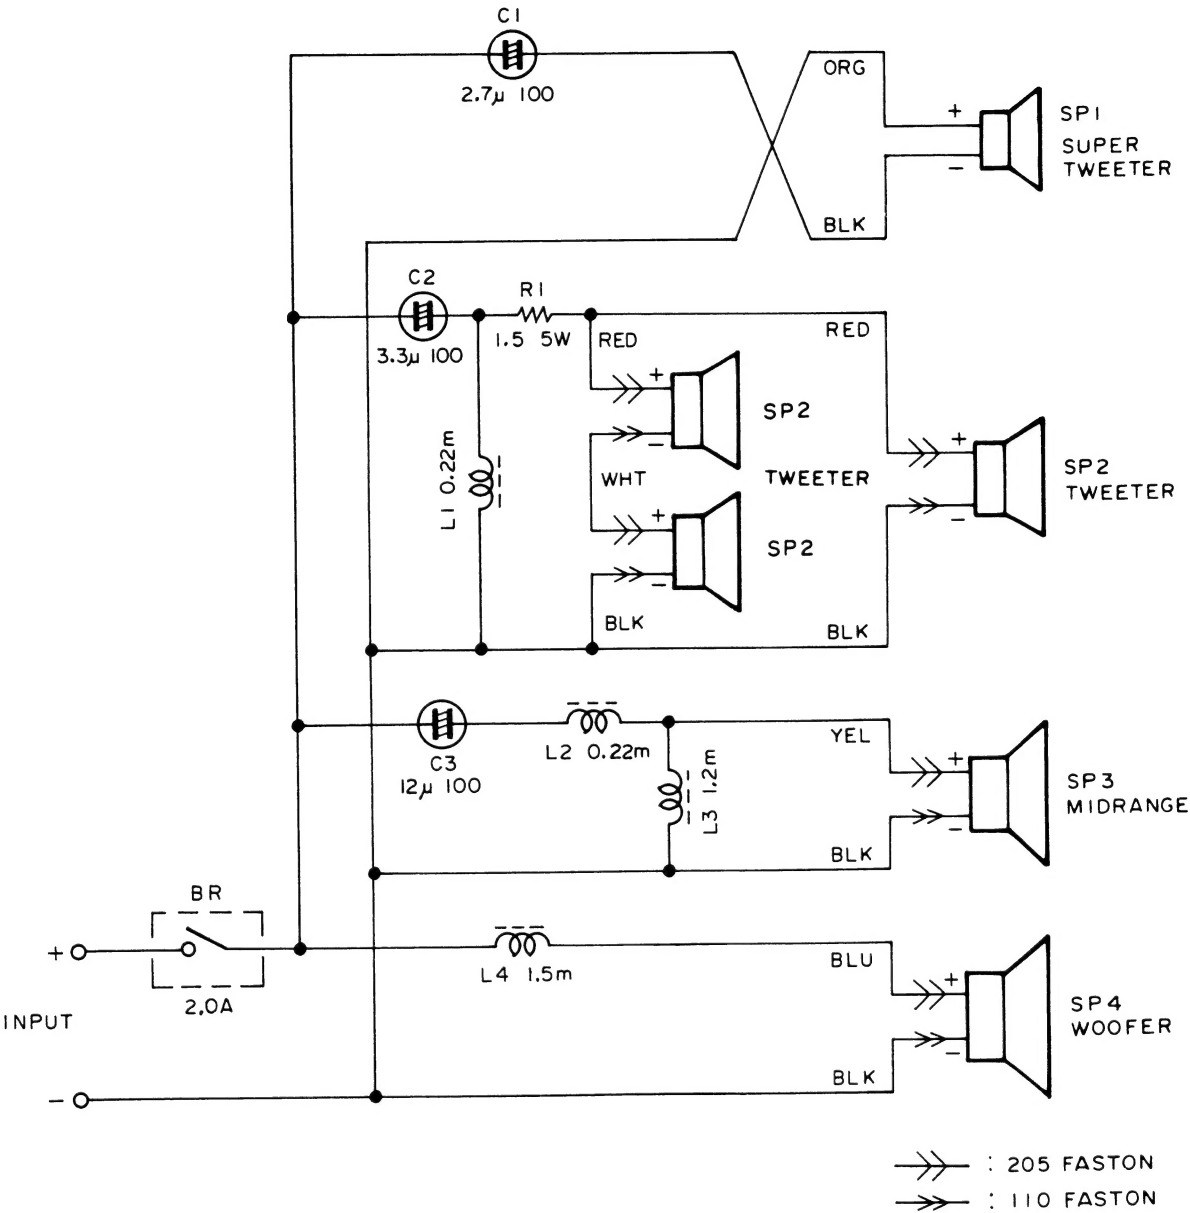 C1
2.7µ 100
ORG
BLK
+
−
SP1
SUPER
TWEETER
C2
3.3µ 100
R1
1.5 5W
RED
RED
+
−
SP2
L1 0.22m
WHT
TWEETER
+
−
SP2
BLK
+
−
SP2
TWEETER
BLK
C3
12µ 100
L2 0.22m
L3 1.2m
YEL
+
−
SP3
MIDRANGE
BLK
BR
2.0A
+
INPUT
−
L4 1.5m
BLU
+
−
SP4
WOOFER
BLK
: 205 FASTON
: 110 FASTON